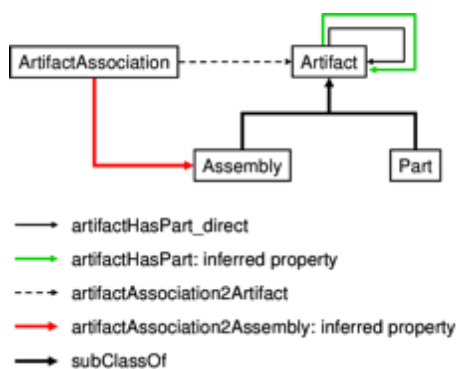 ArtifactAssociation
Artifact
Assembly
Part
artifactHasPart_direct
artifactHasPart: inferred property
artifactAssociation2Artifact
artifactAssociation2Assembly: inferred property
subClassOf